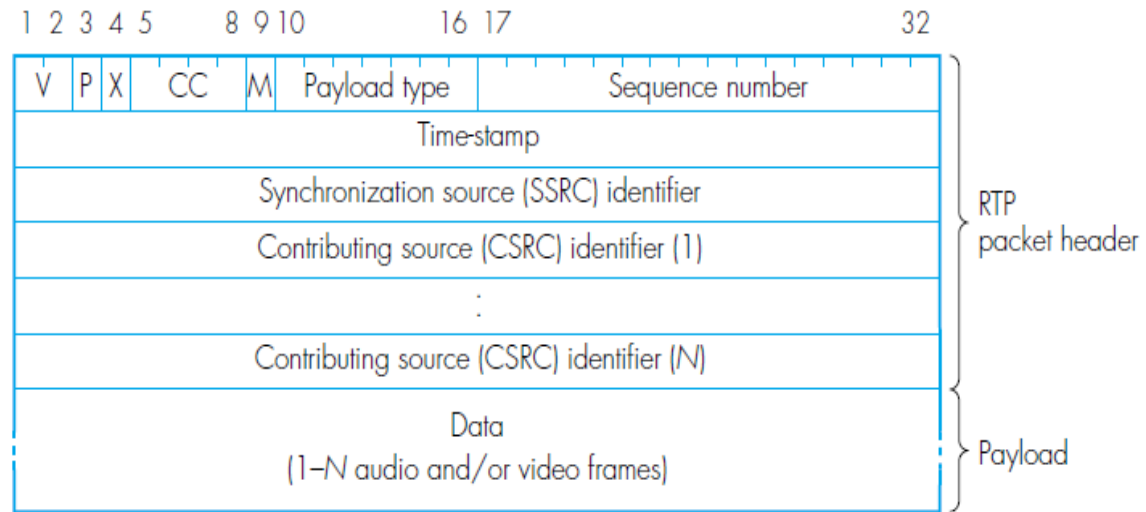 1 2 3 4 5 8 9 10 16 17 32
V P X CC M Payload type Sequence number
Time-stamp
Synchronization source (SSRC) identifier
Contributing source (CSRC) identifier (1)
:
Contributing source (CSRC) identifier (N)
RTP
packet header
Data
(1–N audio and/or video frames)
Payload